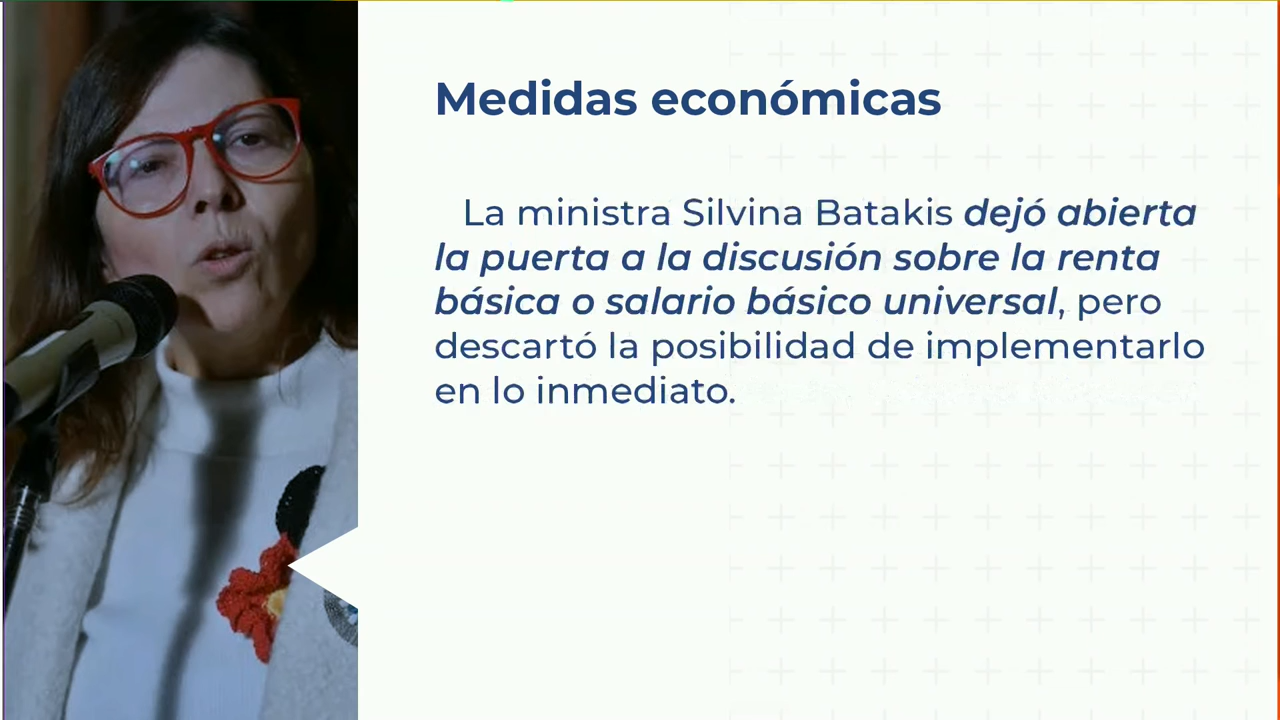 Medidas económicas
La ministra Silvina Batakis dejó abierta
la puerta a la discusión sobre la renta
básica o salario básico universal, pero
descartó la posibilidad de implementarlo
en lo inmediato.